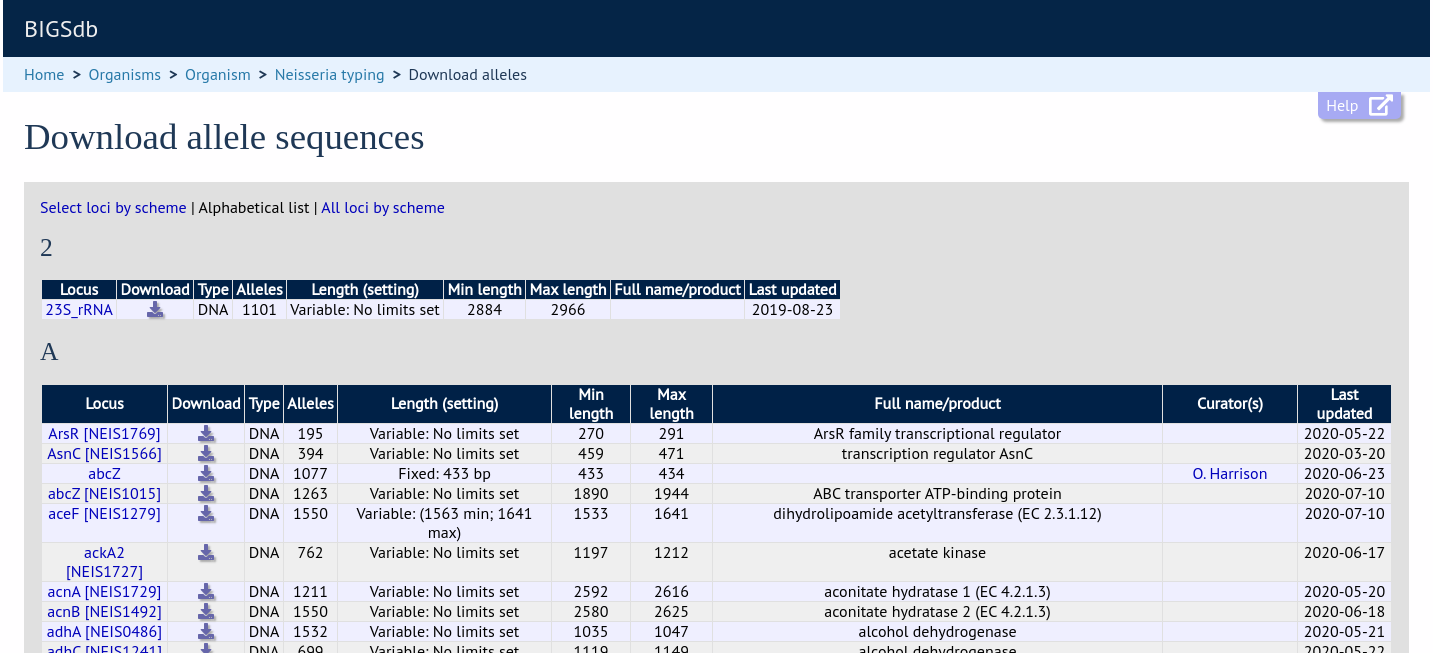 BIGSdb
Home > Organisms > Organism > Neisseria typing > Download alleles
Help
Download allele sequences
Select loci by scheme | Alphabetical list | All loci by scheme
2
Locus Download Type Alleles Length (setting) Min length Max length Full name/product Last updated
23S_rRNA DNA 1101 Variable: No limits set 2884 2966 2019-08-23
A
Locus Download Type Alleles Length (setting) Min length Max length Full name/product Curator(s) Last updated
ArsR [NEIS1769] DNA 195 Variable: No limits set 270 291 ArsR family transcriptional regulator 2020-05-22
AsnC [NEIS1566] DNA 394 Variable: No limits set 459 471 transcription regulator AsnC 2020-03-20
abcZ DNA 1077 Fixed: 433 bp 433 434 O. Harrison 2020-06-23
abcZ [NEIS1015] DNA 1263 Variable: No limits set 1890 1944 ABC transporter ATP-binding protein 2020-07-10
aceF [NEIS1279] DNA 1550 Variable: (1563 min; 1641 max) 1533 1641 dihydrolipoamide acetyltransferase (EC 2.3.1.12) 2020-07-10
ackA2 [NEIS1727] DNA 762 Variable: No limits set 1197 1212 acetate kinase 2020-06-17
acnA [NEIS1729] DNA 1211 Variable: No limits set 2592 2616 aconitate hydratase 1 (EC 4.2.1.3) 2020-05-20
acnB [NEIS1492] DNA 1550 Variable: No limits set 2580 2625 aconitate hydratase 2 (EC 4.2.1.3) 2020-06-18
adhA [NEIS0486] DNA 1532 Variable: No limits set 1035 1047 alcohol dehydrogenase 2020-05-21
adhC [NEIS1241] DNA 699 Variable: No limits set 1119 1149 alcohol dehydrogenase 2020-05-22